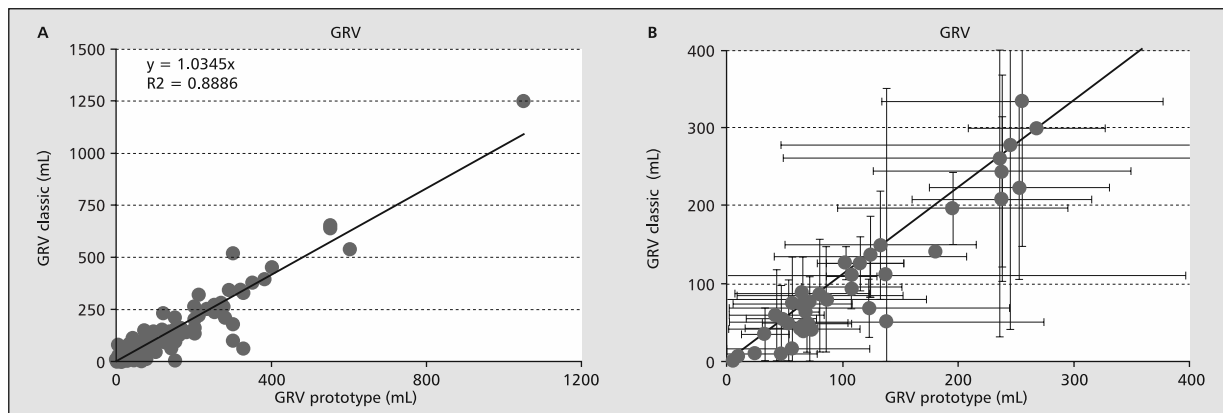 A
GRV
1500
1250
1000
750
500
250
0
y = 1.0345x
R2 = 0.8886
GRV classic (mL)
0
400
800
1200
GRV prototype (mL)
B
GRV
400
300
200
100
0
GRV classic (mL)
0
100
200
300
400
GRV prototype (mL)